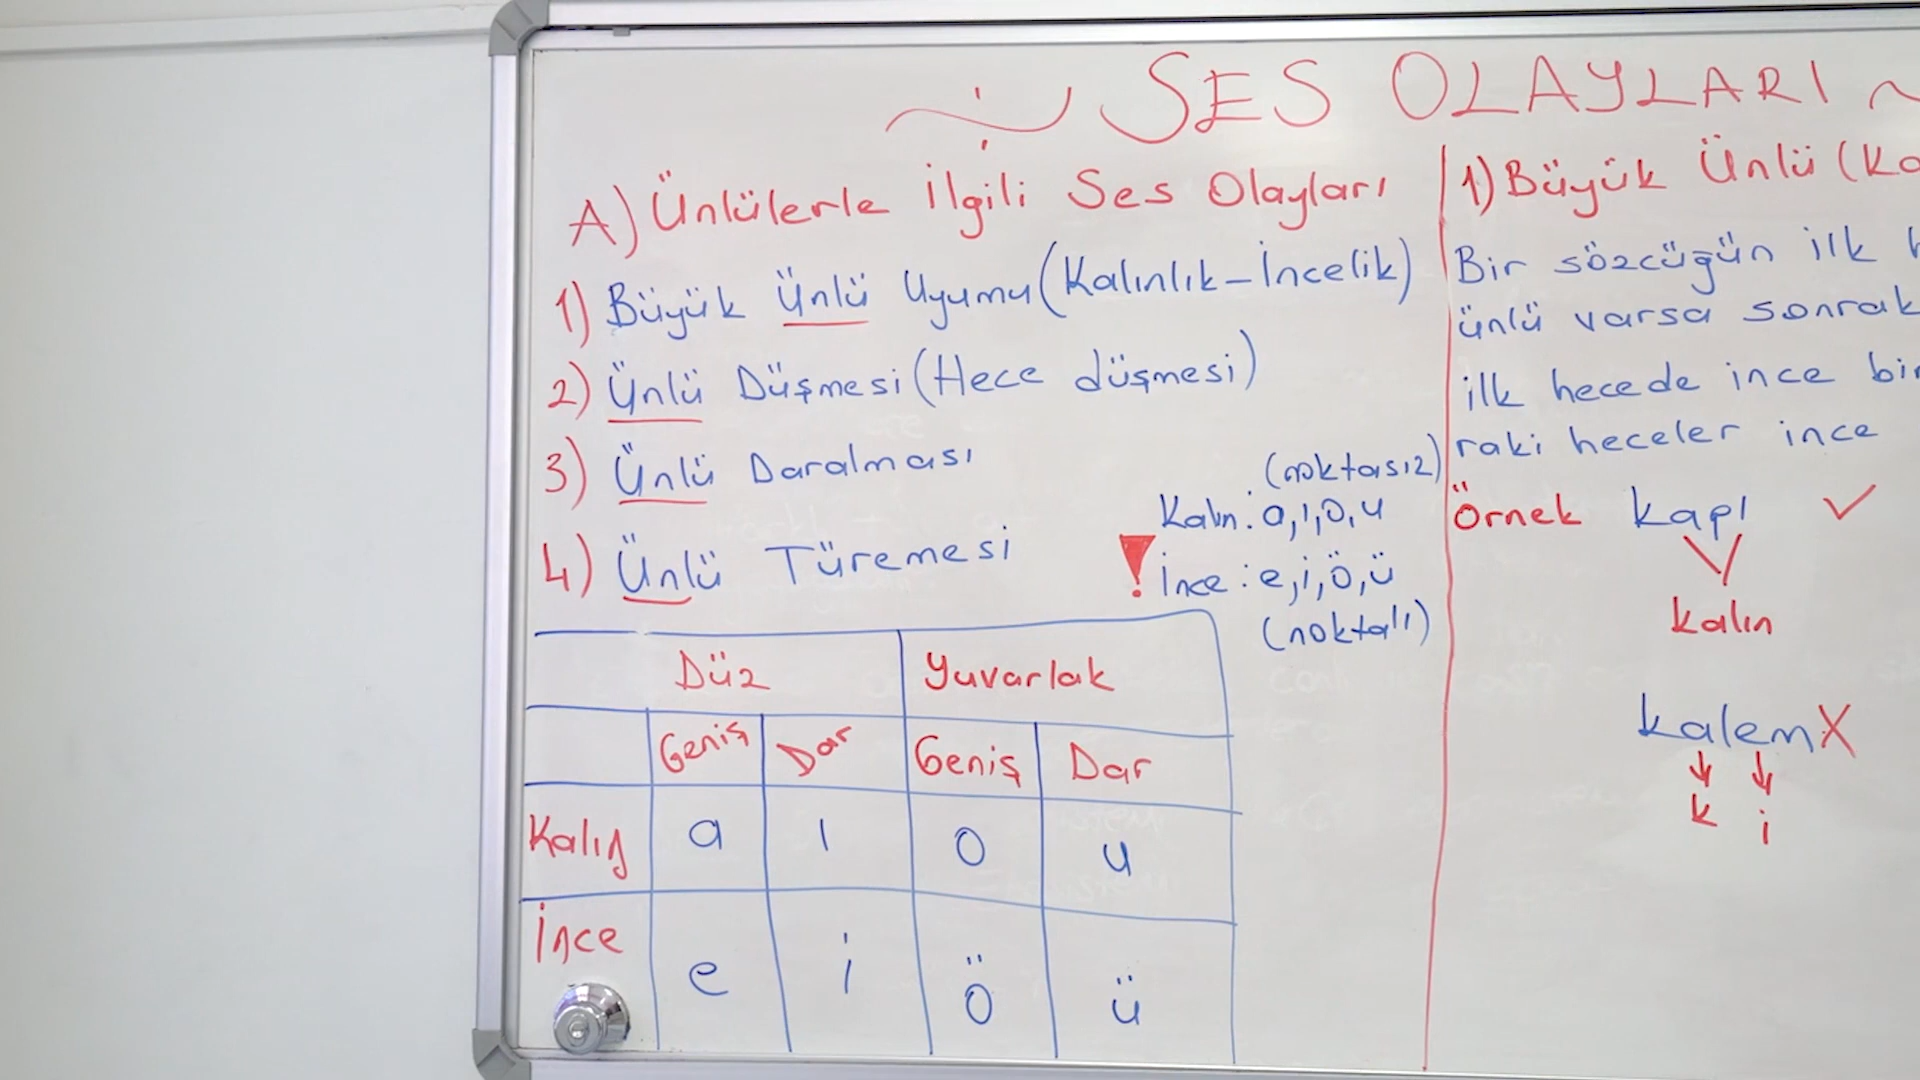 SES OLAYLARI
A) Ünlülerle İlgili Ses Olayları
1) Büyük Ünlü Uyumu (Kalınlık-İncelik)
2) Ünlü Düşmesi (Hece düşmesi)
3) Ünlü Daralması
4) Ünlü Türemesi
(noktasız)
Kalın: a, ı, o, u
! İnce: e, i, ö, ü
(noktalı)
Düz Yuvarlak
Geniş Dar Geniş Dar
Kalın a ı o u
İnce e i ö ü
1) Büyük Ünlü (Ka
Bir sözcüğün ilk h
ünlü varsa sonrak
ilk hecede ince bir
raki heceler ince
Örnek kapı ✓
kalın
kalem X
k i